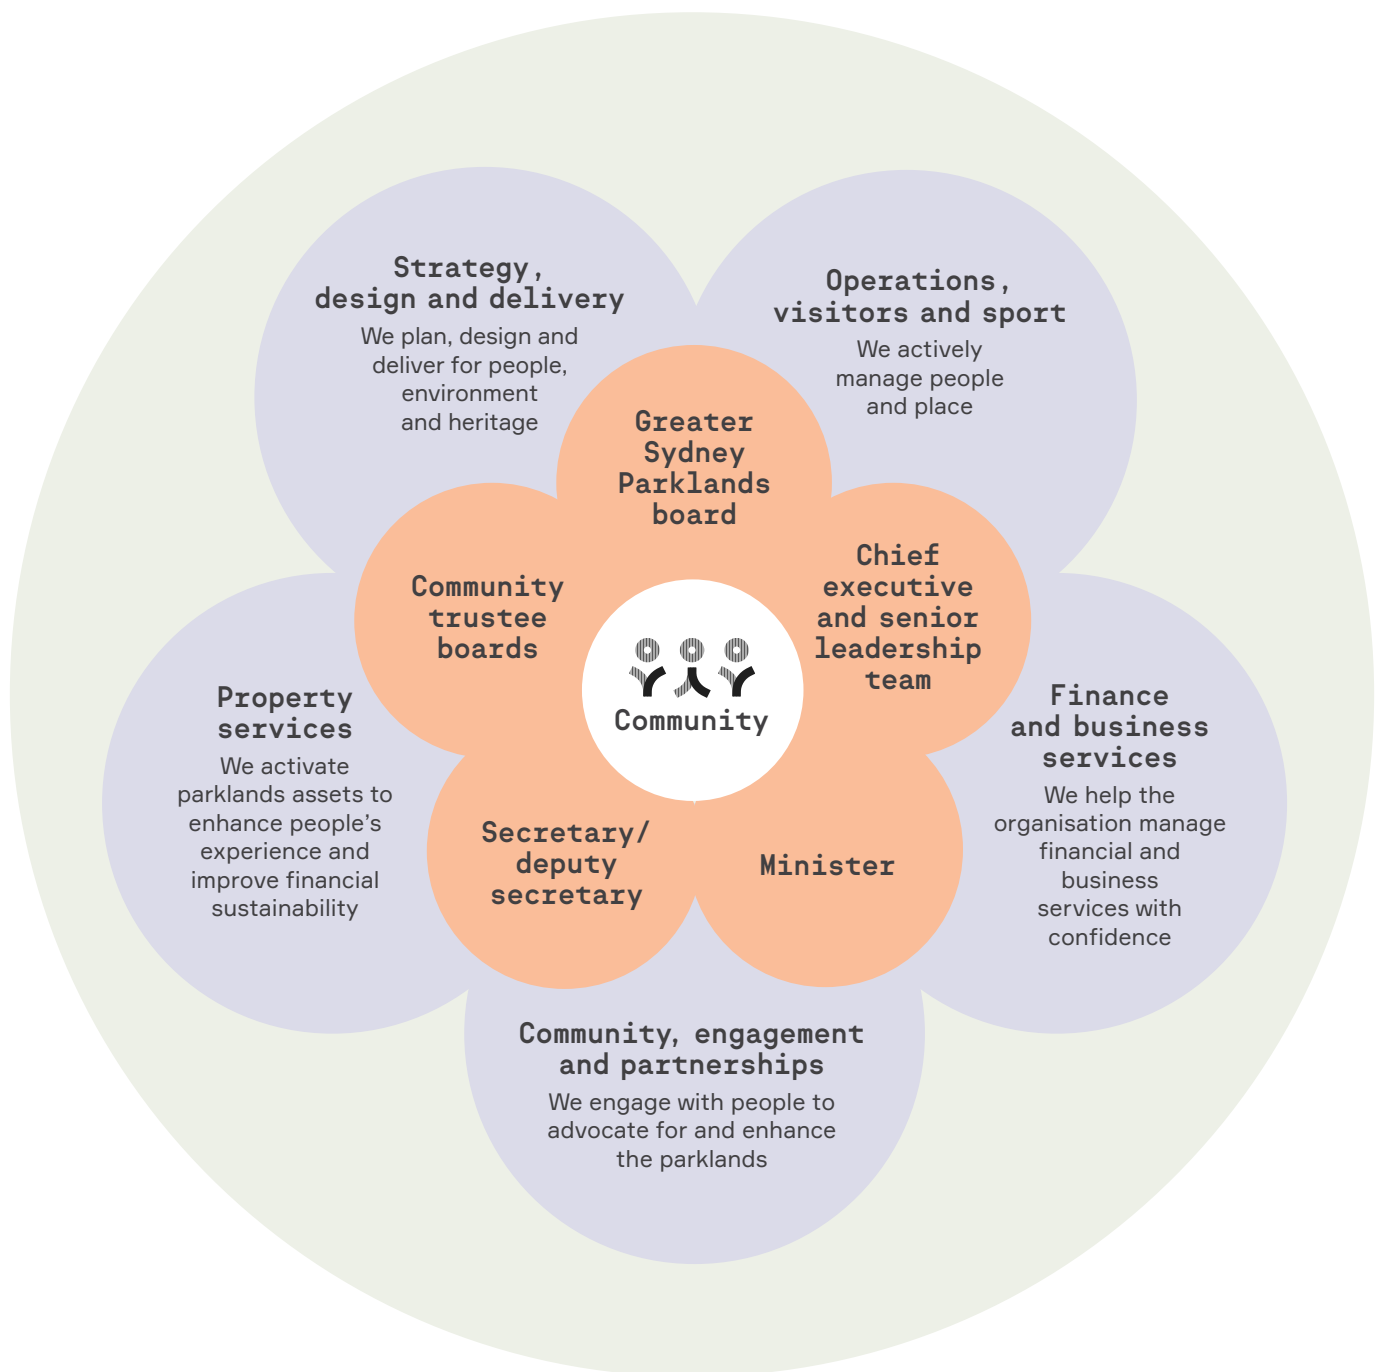 Strategy,
design and delivery
We plan, design and
deliver for people,
environment
and heritage
Operations,
visitors and sport
We actively
manage people
and place
Greater
Sydney
Parklands
board
Community
trustee
boards
Chief
executive
and senior
leadership
team
Community
Property
services
We activate
parklands assets to
enhance people’s
experience and
improve financial
sustainability
Finance
and business
services
We help the
organisation manage
financial and
business
services with
confidence
Secretary/
deputy
secretary
Minister
Community, engagement
and partnerships
We engage with people to
advocate for and enhance
the parklands